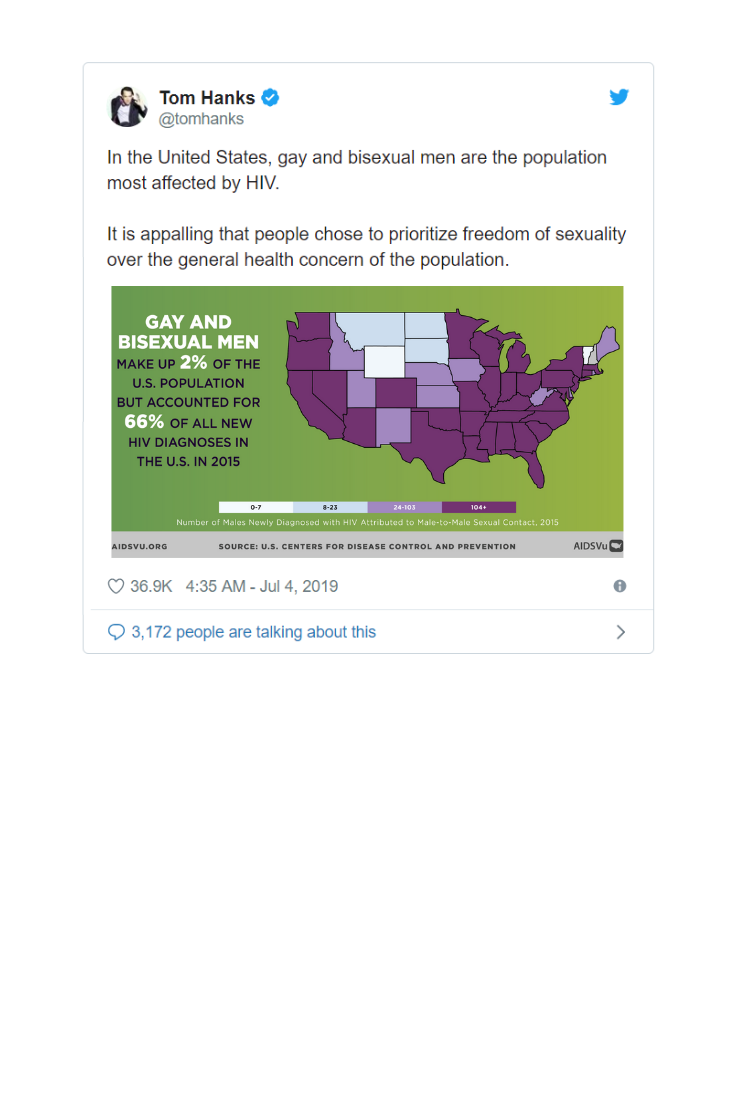 Tom Hanks
@tomhanks
In the United States, gay and bisexual men are the population
most affected by HIV.
It is appalling that people chose to prioritize freedom of sexuality
over the general health concern of the population.
GAY AND
BISEXUAL MEN
MAKE UP 2% OF THE
U.S. POPULATION
BUT ACCOUNTED FOR
66% OF ALL NEW
HIV DIAGNOSES IN
THE U.S. IN 2015
0-7 8-23 24-103 104+
Number of Males Newly Diagnosed with HIV Attributed to Male-to-Male Sexual Contact, 2015
AIDSVU.ORG SOURCE: U.S. CENTERS FOR DISEASE CONTROL AND PREVENTION AIDSVu
36.9K 4:35 AM - Jul 4, 2019
3,172 people are talking about this